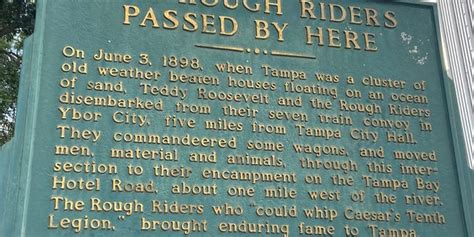 ROUGH RIDERS
PASSED BY HERE
On June 3, 1898, when Tampa was a cluster of
old weather beaten houses floating on an ocean
of sand, Teddy Roosevelt and the Rough Riders
disembarked from their seven train convoy in
Ybor City, five miles from Tampa City Hall.
They commandeered some wagons, and moved
men, material and animals, through this inter-
section to their encampment on the Tampa Bay
Hotel Road, about one mile west of the river.
The Rough Riders who "could whip Caesar's Tenth
Legion," brought enduring fame to Tampa.